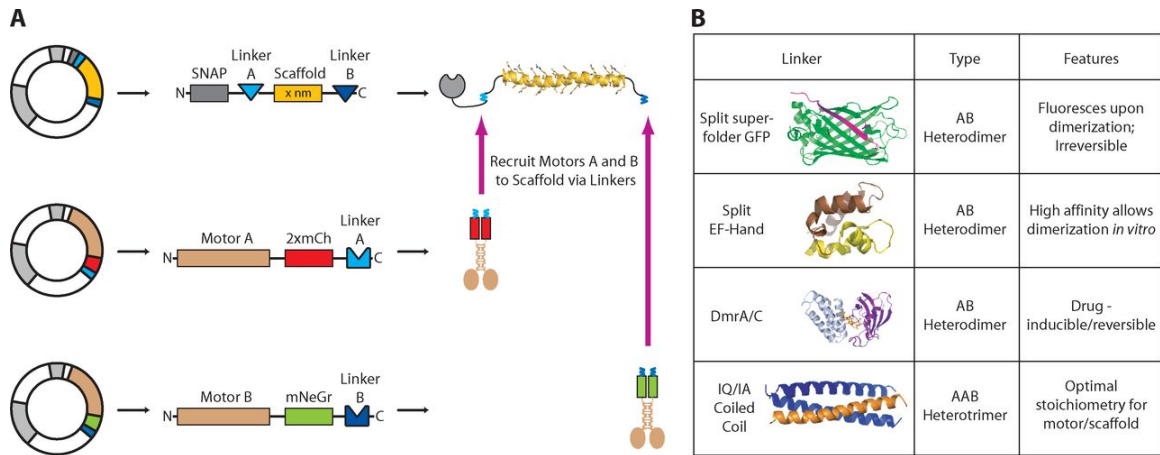 A
Linker
A
Linker
B
SNAP
Scaffold
N
x nm
C
Recruit Motors A and B
to Scaffold via Linkers
Linker
A
Motor A
2xmCh
N
C
Linker
B
Motor B
mNeGr
N
C
B
Linker
Type
Features
Split super-
folder GFP
AB
Heterodimer
Fluoresces upon
dimerization;
Irreversible
Split
EF-Hand
AB
Heterodimer
High affinity allows
dimerization in vitro
DmrA/C
AB
Heterodimer
Drug -
inducible/reversible
IQ/IA
Coiled
Coil
AAB
Heterotrimer
Optimal
stoichiometry for
motor/scaffold